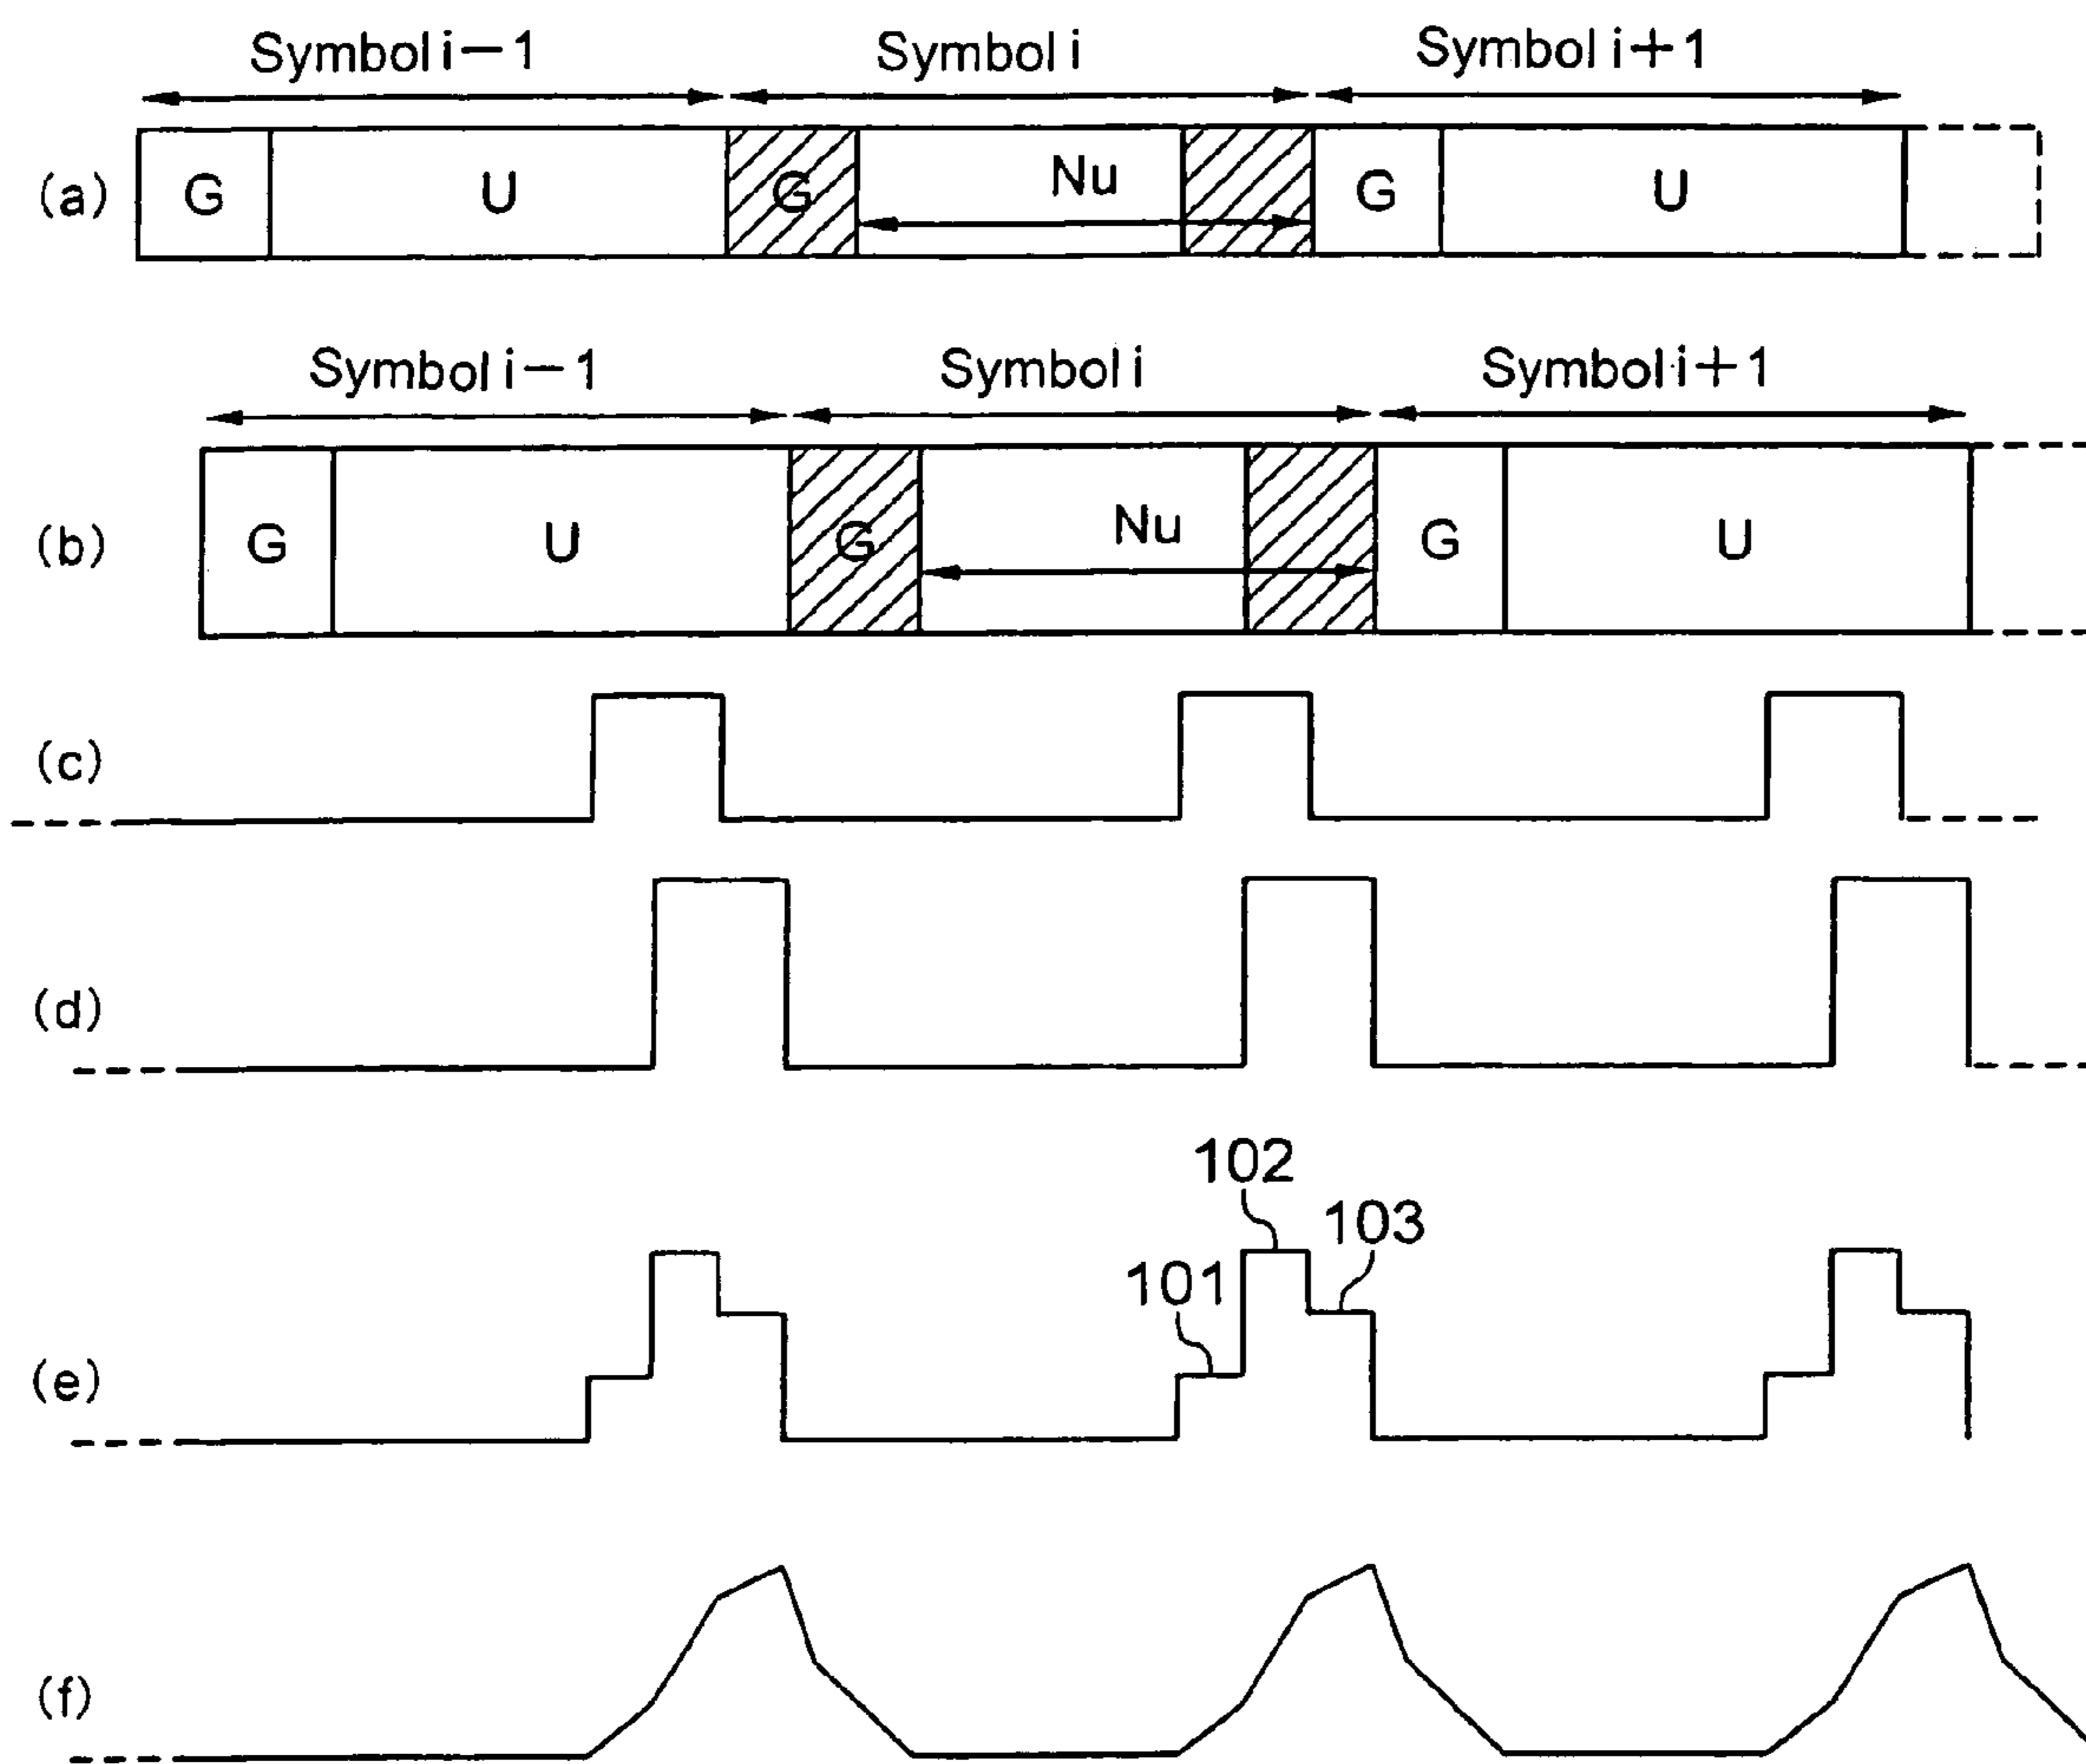 Symbol i−1 Symbol i Symbol i+1
(a) G U G Nu G U
Symbol i−1 Symbol i Symbol i+1
(b) G U G Nu G U
(c)
(d)
102
103
101
(e)
(f)